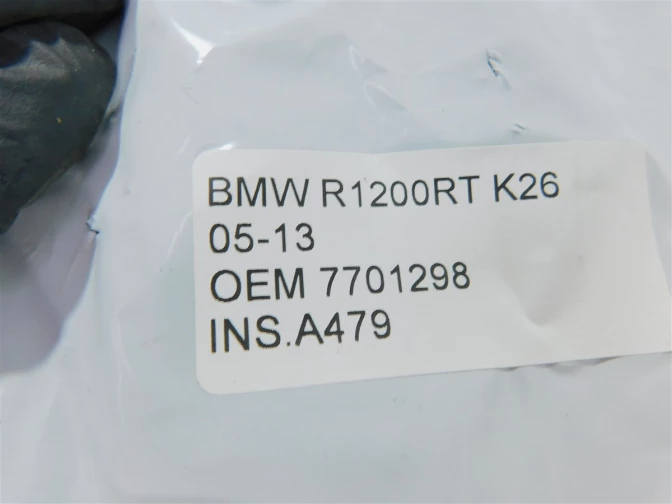 BMW R1200RT K26
05-13
OEM 7701298
INS.A479